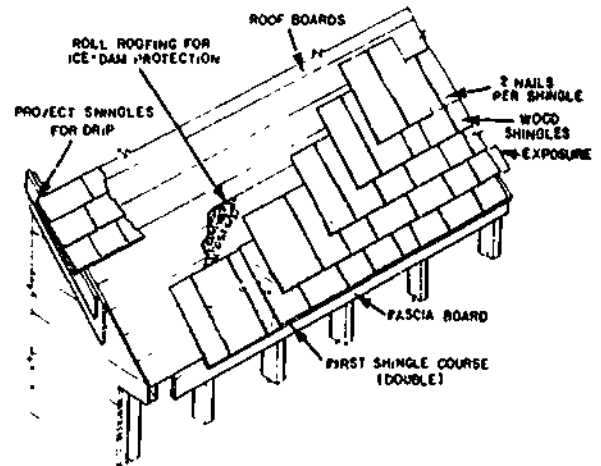 ROOF BOARDS
ROLL ROOFING FOR
ICE-DAM PROTECTION
PROJECT SHINGLES
FOR DRIP
2 NAILS
PER SHINGLE
WOOD
SHINGLES
EXPOSURE
FASCIA BOARD
FIRST SHINGLE COURSE
(DOUBLE)